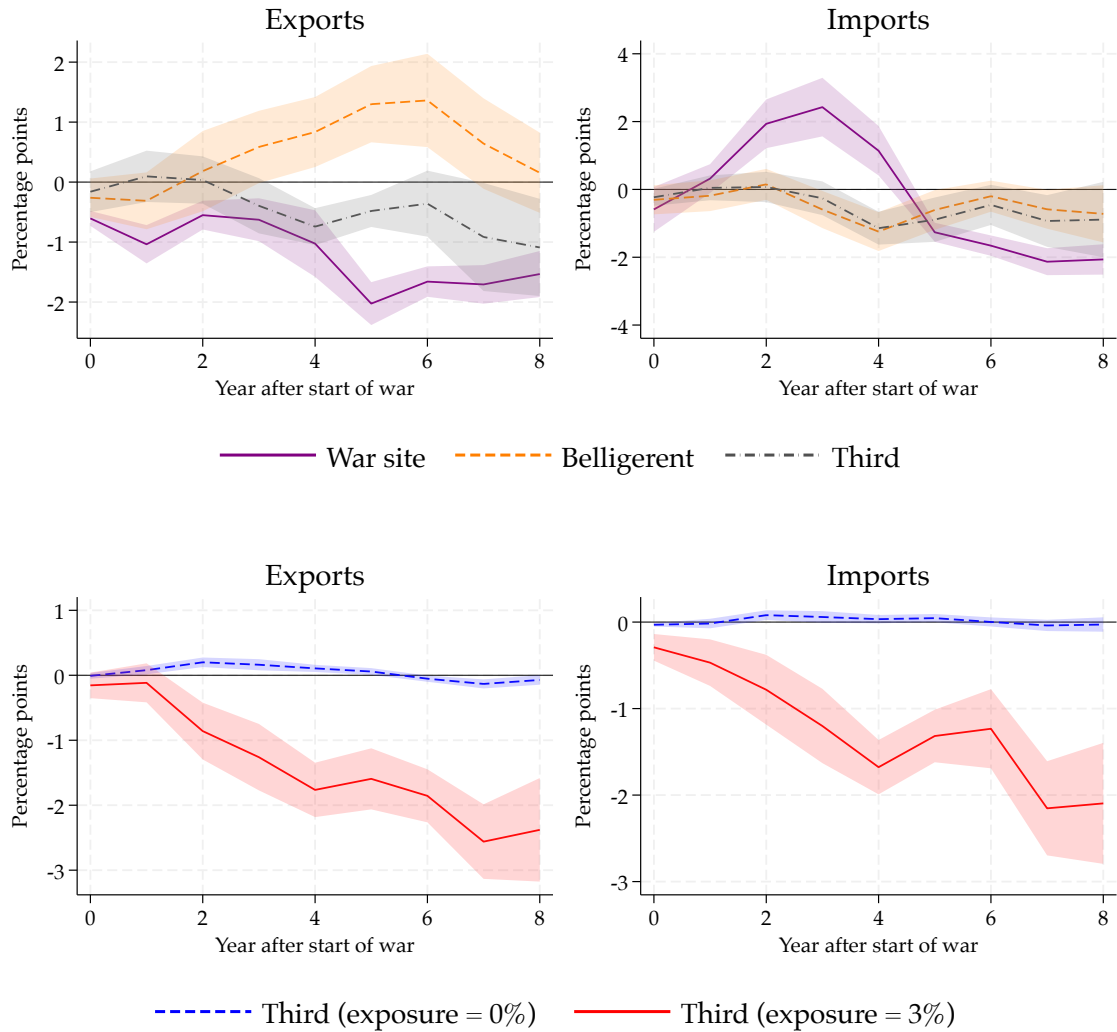 Exports
Imports
Percentage points
2
1
0
-1
-2
0
2
4
6
8
Year after start of war
Percentage points
4
2
0
-2
-4
0
2
4
6
8
Year after start of war
War site
Belligerent
Third
Exports
Imports
Percentage points
1
0
-1
-2
-3
0
2
4
6
8
Year after start of war
Percentage points
0
-1
-2
-3
0
2
4
6
8
Year after start of war
Third (exposure = 0%)
Third (exposure = 3%)